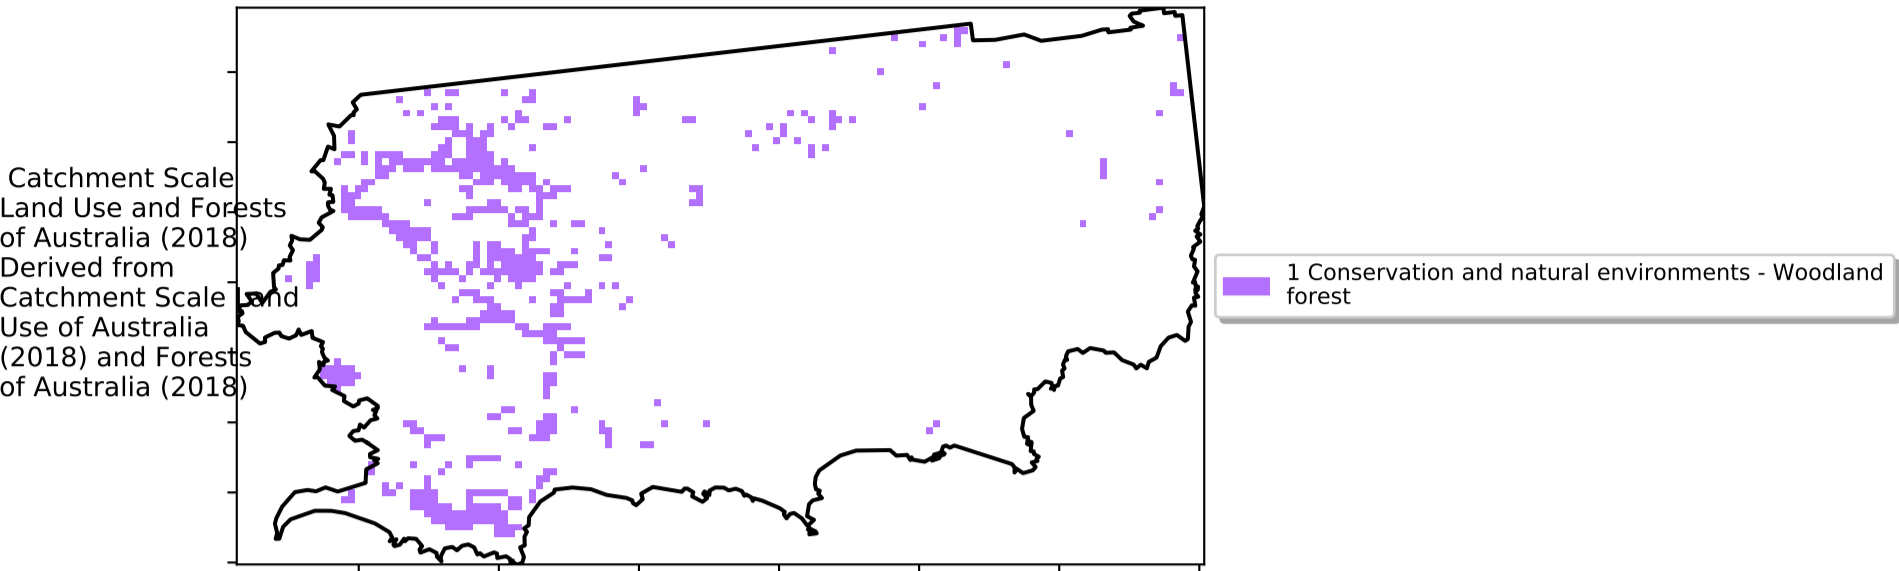 Catchment Scale
Land Use and Forests
of Australia (2018)
Derived from
Catchment Scale Land
Use of Australia
(2018) and Forests
of Australia (2018)
1 Conservation and natural environments - Woodland
forest